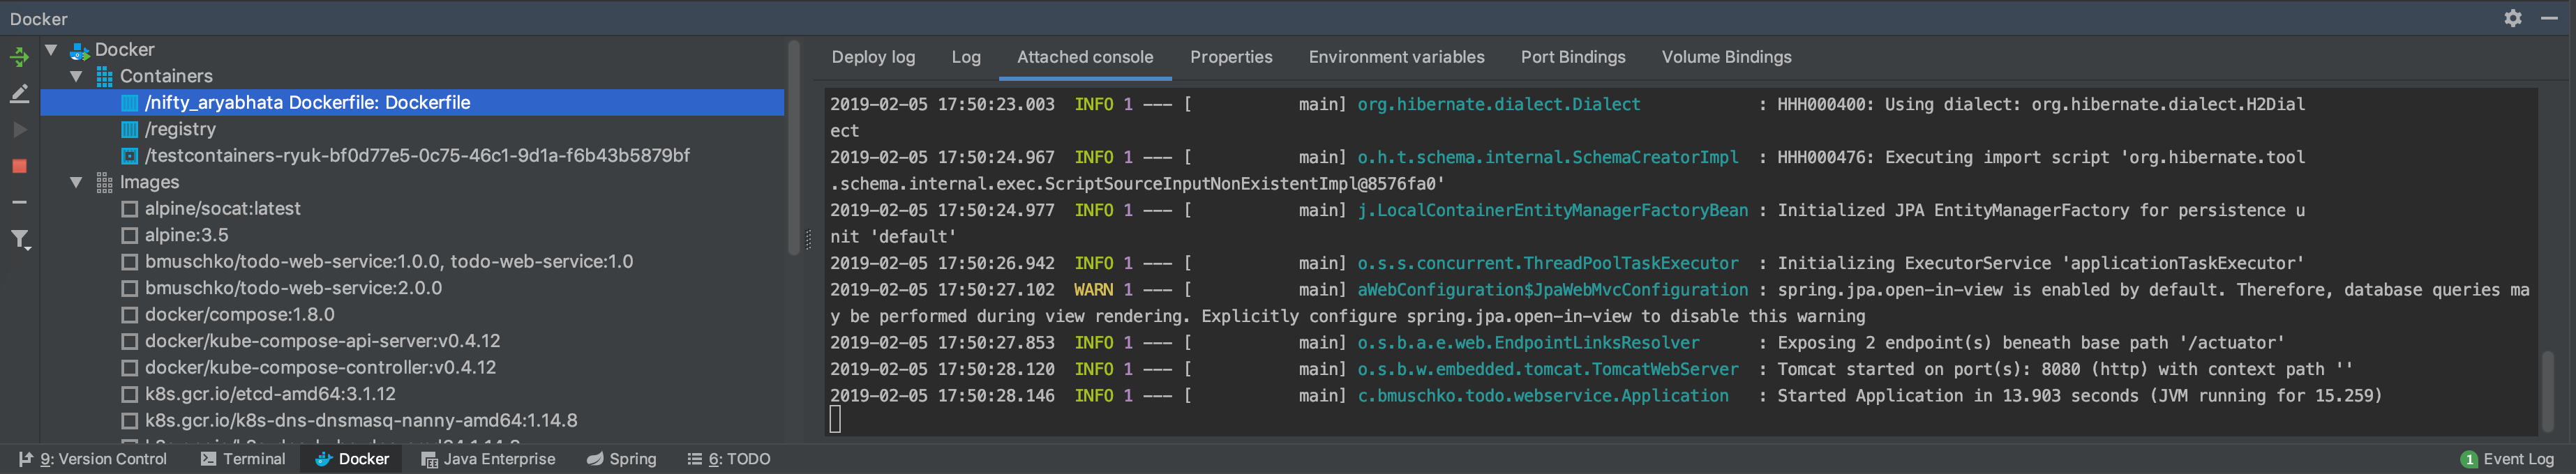 Docker
Docker
Containers
/nifty_aryabhata Dockerfile: Dockerfile
/registry
/testcontainers-ryuk-bf0d77e5-0c75-46c1-9d1a-f6b43b5879bf
Images
alpine/socat:latest
alpine:3.5
bmuschko/todo-web-service:1.0.0, todo-web-service:1.0
bmuschko/todo-web-service:2.0.0
docker/compose:1.8.0
docker/kube-compose-api-server:v0.4.12
docker/kube-compose-controller:v0.4.12
k8s.gcr.io/etcd-amd64:3.1.12
k8s.gcr.io/k8s-dns-dnsmasq-nanny-amd64:1.14.8
Deploy log Log Attached console Properties Environment variables Port Bindings Volume Bindings
2019-02-05 17:50:23.003  INFO 1 --- [           main] org.hibernate.dialect.Dialect            : HHH000400: Using dialect: org.hibernate.dialect.H2Dial
ect
2019-02-05 17:50:24.967  INFO 1 --- [           main] o.h.t.schema.internal.SchemaCreatorImpl  : HHH000476: Executing import script 'org.hibernate.tool
.schema.internal.exec.ScriptSourceInputNonExistentImpl@8576fa0'
2019-02-05 17:50:24.977  INFO 1 --- [           main] j.LocalContainerEntityManagerFactoryBean : Initialized JPA EntityManagerFactory for persistence u
nit 'default'
2019-02-05 17:50:26.942  INFO 1 --- [           main] o.s.s.concurrent.ThreadPoolTaskExecutor  : Initializing ExecutorService 'applicationTaskExecutor'
2019-02-05 17:50:27.102  WARN 1 --- [           main] aWebConfiguration$JpaWebMvcConfiguration : spring.jpa.open-in-view is enabled by default. Therefore, database queries ma
y be performed during view rendering. Explicitly configure spring.jpa.open-in-view to disable this warning
2019-02-05 17:50:27.853  INFO 1 --- [           main] o.s.b.a.e.web.EndpointLinksResolver      : Exposing 2 endpoint(s) beneath base path '/actuator'
2019-02-05 17:50:28.120  INFO 1 --- [           main] o.s.b.w.embedded.tomcat.TomcatWebServer  : Tomcat started on port(s): 8080 (http) with context path ''
2019-02-05 17:50:28.146  INFO 1 --- [           main] c.bmuschko.todo.webservice.Application   : Started Application in 13.903 seconds (JVM running for 15.259)
9: Version Control Terminal Docker Java Enterprise Spring 6: TODO 1 Event Log